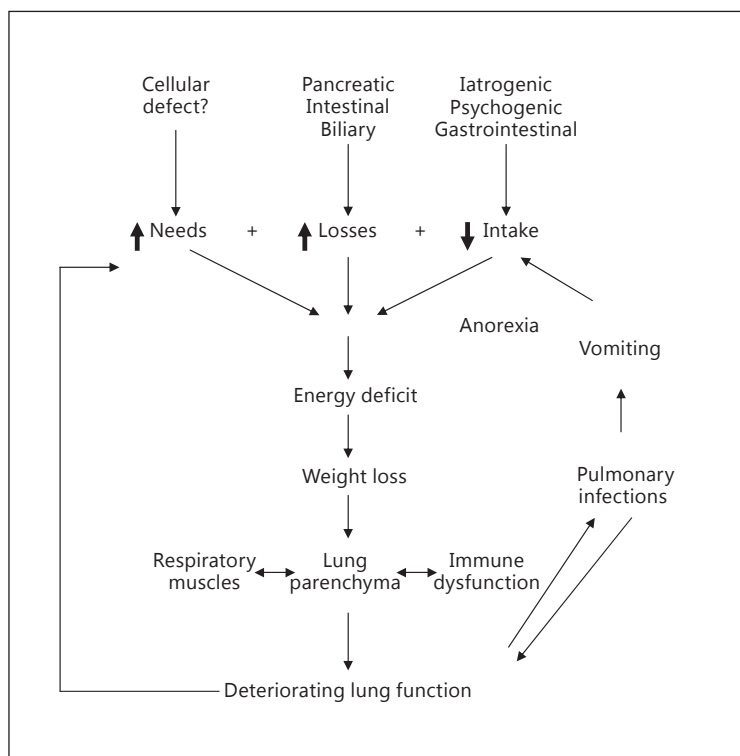 Cellular
defect?
Pancreatic
Intestinal
Biliary
Iatrogenic
Psychogenic
Gastrointestinal
Needs + Losses + Intake
Anorexia
Vomiting
Energy deficit
Weight loss
Pulmonary
infections
Respiratory
muscles
Lung
parenchyma
Immune
dysfunction
Deteriorating lung function